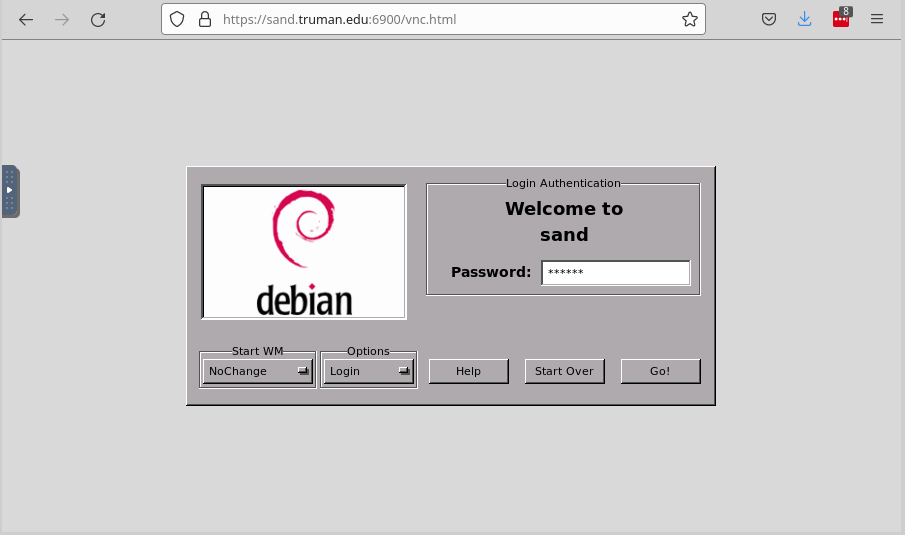 https://sand.truman.edu:6900/vnc.html
8
debian
Login Authentication
Welcome to
sand
Password: ******
Start WM
Options
NoChange
Login
Help
Start Over
Go!